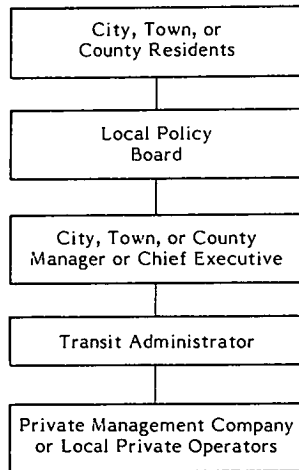 City, Town, or
County Residents
Local Policy
Board
City, Town, or County
Manager or Chief Executive
Transit Administrator
Private Management Company
or Local Private Operators